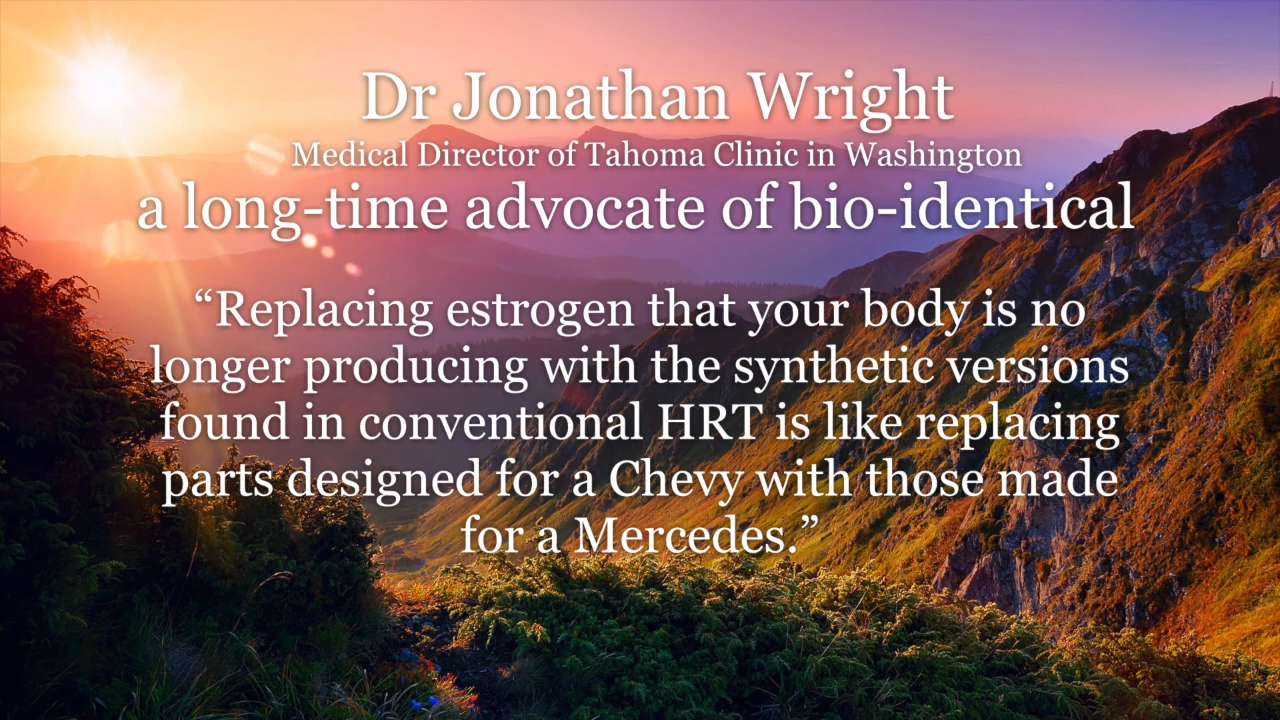 Dr Jonathan Wright
Medical Director of Tahoma Clinic in Washington
a long-time advocate of bio-identical
“Replacing estrogen that your body is no
longer producing with the synthetic versions
found in conventional HRT is like replacing
parts designed for a Chevy with those made
for a Mercedes.”